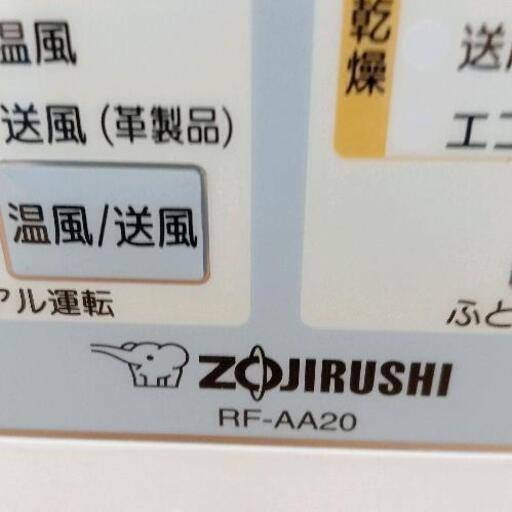 温風
送風(革製品)
温風/送風
アル運転
乾燥
送
エコ
ふと
ZOJIRUSHI
RF-AA20